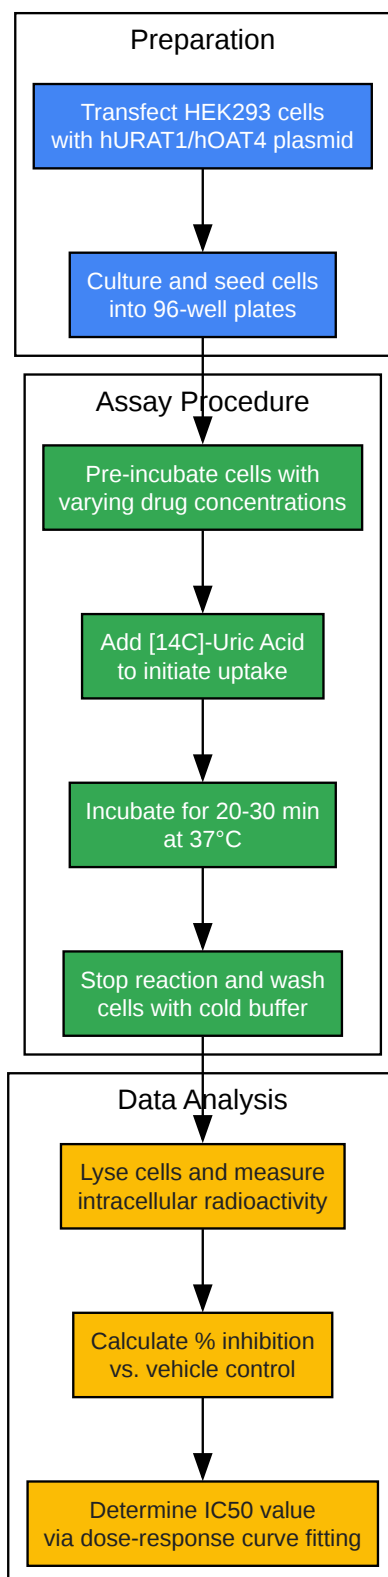 Preparation
Transfect HEK293 cells
with hURAT1/hOAT4 plasmid
Culture and seed cells
into 96-well plates
Assay Procedure
Pre-incubate cells with
varying drug concentrations
Add [14C]-Uric Acid
to initiate uptake
Incubate for 20-30 min
at 37°C
Stop reaction and wash
cells with cold buffer
Data Analysis
Lyse cells and measure
intracellular radioactivity
Calculate % inhibition
vs. vehicle control
Determine IC50 value
via dose-response curve fitting